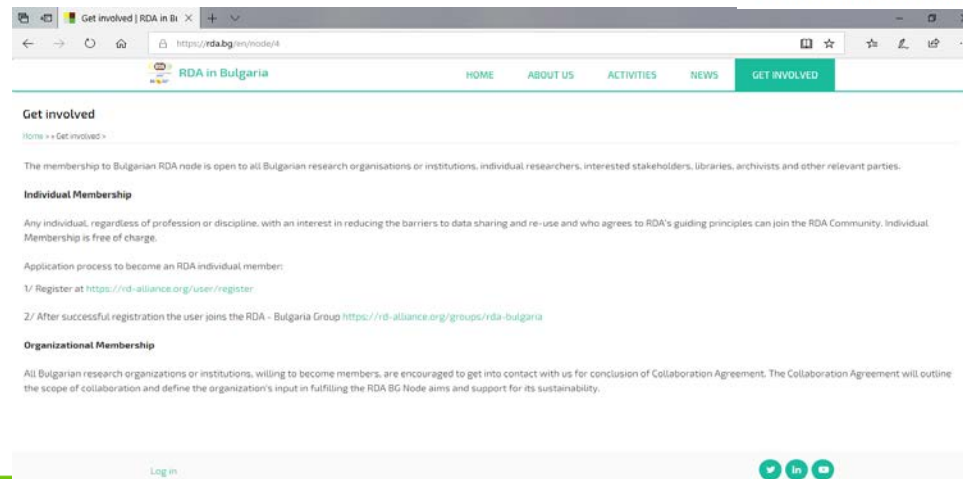 Get involved | RDA in Bu
https://rda.bg/en/node/4
RDA in Bulgaria
HOME ABOUT US ACTIVITIES NEWS GET INVOLVED
Get involved
Home » » Get involved »
The membership to Bulgarian RDA node is open to all Bulgarian research organisations or institutions, individual researchers, interested stakeholders, libraries, archivists and other relevant parties.
Individual Membership
Any individual, regardless of profession or discipline, with an interest in reducing the barriers to data sharing and re-use and who agrees to RDA's guiding principles can join the RDA Community. Individual
Membership is free of charge.
Application process to become an RDA individual member:
1/ Register at https://rd-alliance.org/user/register
2/ After successful registration the user joins the RDA - Bulgaria Group https://rd-alliance.org/groups/rda-bulgaria
Organizational Membership
All Bulgarian research organizations or institutions, willing to become members, are encouraged to get into contact with us for conclusion of Collaboration Agreement. The Collaboration Agreement will outline
the scope of collaboration and define the organization's input in fulfilling the RDA BG Node aims and support for its sustainability.
Log in
in